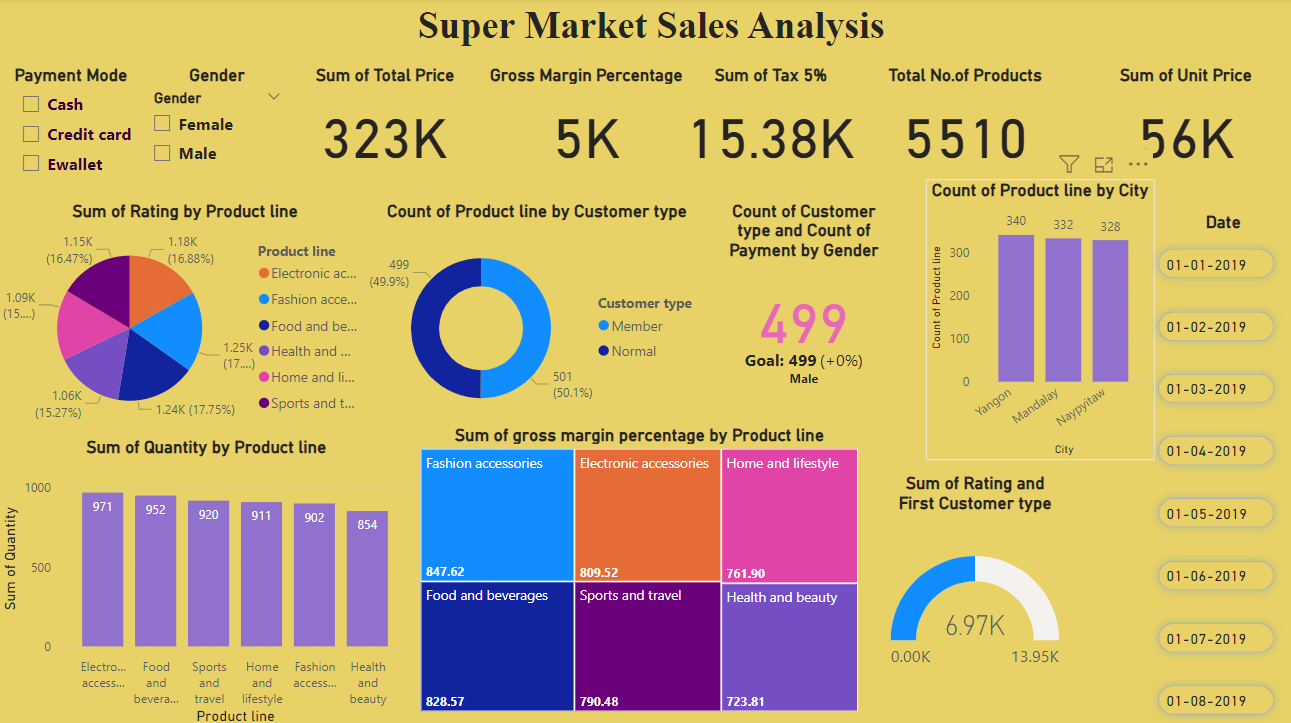 Super Market Sales Analysis
Payment Mode
Cash
Credit card
Ewallet
Gender
Gender
Female
Male
Sum of Total Price
323K
Gross Margin Percentage
5K
Sum of Tax 5%
15.38K
Total No.of Products
5510
Sum of Unit Price
56K
Sum of Rating by Product line
1.15K
(16.47%)
1.18K
(16.88%)
1.09K
(15....)
1.25K
(17....)
1.06K
(15.27%)
1.24K (17.75%)
Product line
Electronic ac...
Fashion acce...
Food and be...
Health and ...
Home and li...
Sports and t...
Count of Product line by Customer type
499
(49.9%)
501
(50.1%)
Customer type
Member
Normal
Count of Customer
type and Count of
Payment by Gender
499
Goal: 499 (+0%)
Male
Count of Product line by City
Count of Product line
300
200
100
0
340
332
328
Yangon
Mandalay
Naypyitaw
City
Date
01-01-2019
01-02-2019
01-03-2019
01-04-2019
01-05-2019
01-06-2019
01-07-2019
01-08-2019
Sum of Quantity by Product line
Sum of Quantity
1000
500
0
971
952
920
911
902
854
Electro...
access...
Food
and
bevera...
Sports
and
travel
Home
and
lifestyle
Fashion
access...
Health
and
beauty
Product line
Sum of gross margin percentage by Product line
Fashion accessories
847.62
Electronic accessories
809.52
Home and lifestyle
761.90
Food and beverages
828.57
Sports and travel
790.48
Health and beauty
723.81
Sum of Rating and
First Customer type
6.97K
0.00K
13.95K